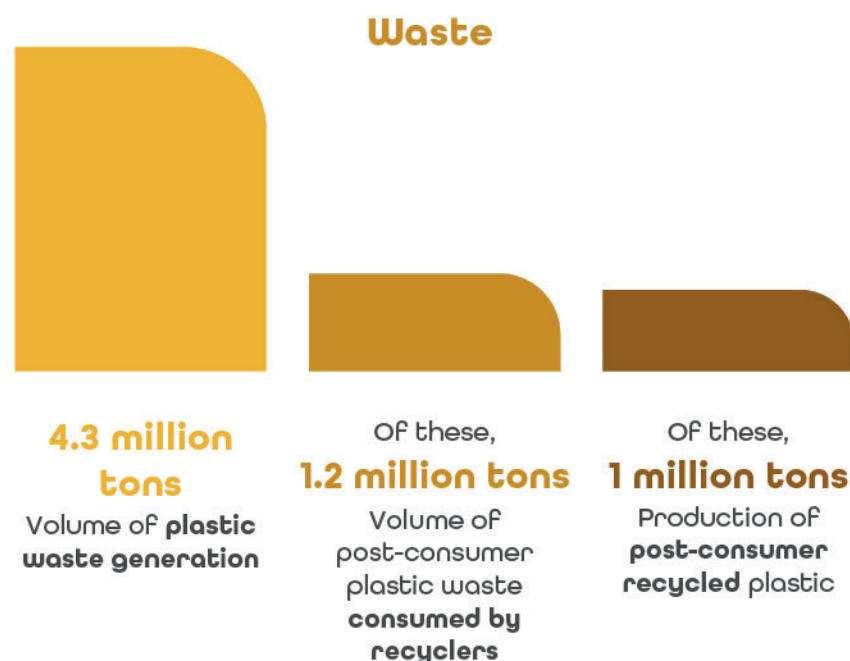 Waste
4.3 million
tons
Volume of plastic
waste generation
Of these,
1.2 million tons
Volume of
post-consumer
plastic waste
consumed by
recyclers
Of these,
1 million tons
Production of
post-consumer
recycled plastic